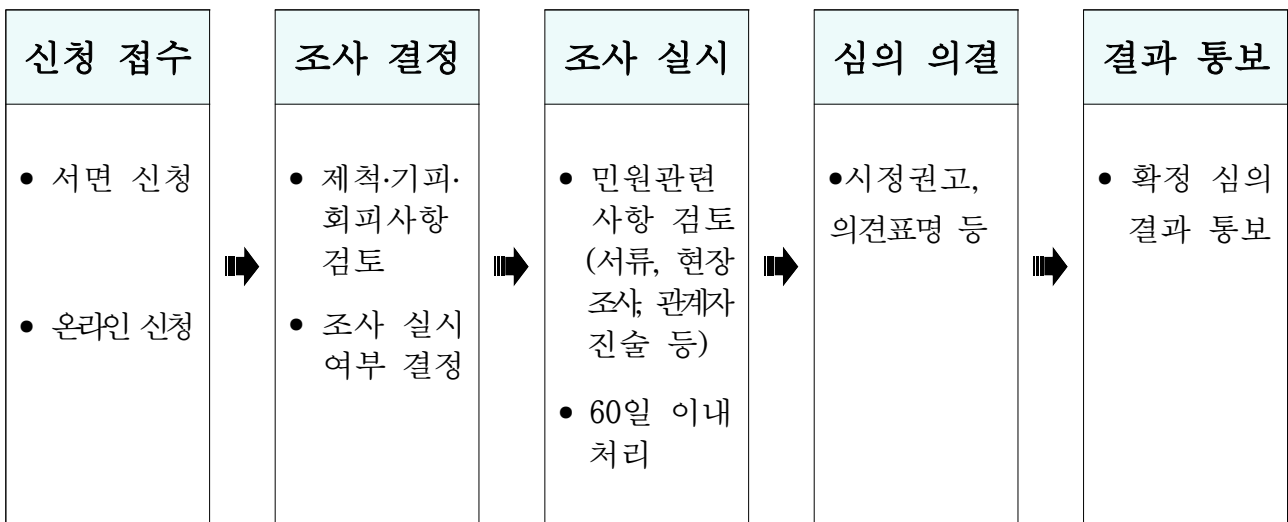 신청 접수
• 서면 신청
• 온라인 신청
조사 결정
• 제척·기피·
회피사항
검토
• 조사 실시
여부 결정
조사 실시
• 민원관련
사항 검토
(서류, 현장
조사, 관계자
진술 등)
• 60일 이내
처리
심의 의결
•시정권고,
의견표명 등
결과 통보
• 확정 심의
결과 통보